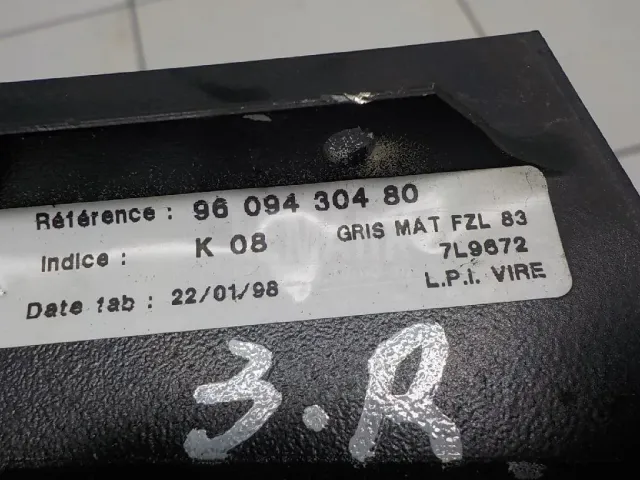 Référence : 96 094 304 80
Indice : K 08 GRIS MAT FZL 83
7L9672
Date fab : 22/01/98 L.P.I. VIRE
3.R